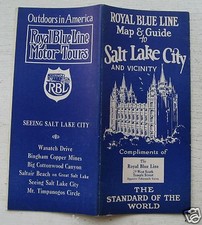 Outdoors in America
Royal Blue Line
Motor Tours
RBL
SEEING SALT LAKE CITY
Wasatch Drive
Bingham Copper Mines
Big Cottonwood Canyon
Saltair Beach on Great Salt Lake
Seeing Salt Lake City
Mt. Timpanogos Circle
ROYAL BLUE LINE
Map & Guide
to
Salt Lake City
AND VICINITY
Compliments of
The
Royal Blue Line
THE
STANDARD OF THE
WORLD